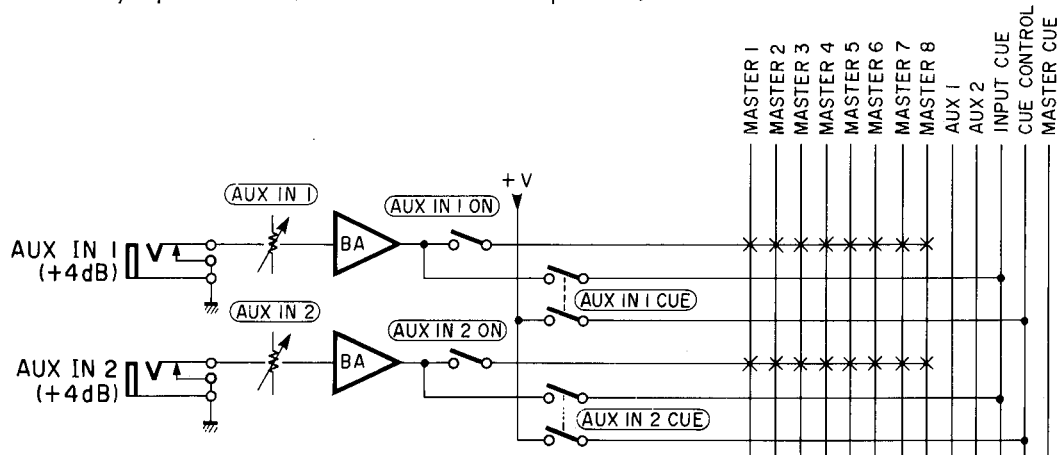 MASTER 1
MASTER 2
MASTER 3
MASTER 4
MASTER 5
MASTER 6
MASTER 7
MASTER 8
AUX 1
AUX 2
INPUT CUE
CUE CONTROL
MASTER CUE
+V
AUX IN 1
AUX IN 1 ON
AUX IN 1
(+4dB)
BA
AUX IN 1 CUE
AUX IN 2
AUX IN 2 ON
AUX IN 2
(+4dB)
BA
AUX IN 2 CUE